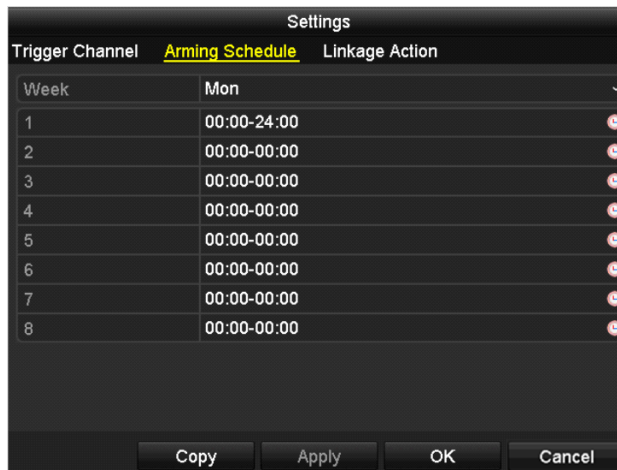 Settings
Trigger Channel Arming Schedule Linkage Action
Week Mon
1 00:00-24:00
2 00:00-00:00
3 00:00-00:00
4 00:00-00:00
5 00:00-00:00
6 00:00-00:00
7 00:00-00:00
8 00:00-00:00
Copy Apply OK Cancel